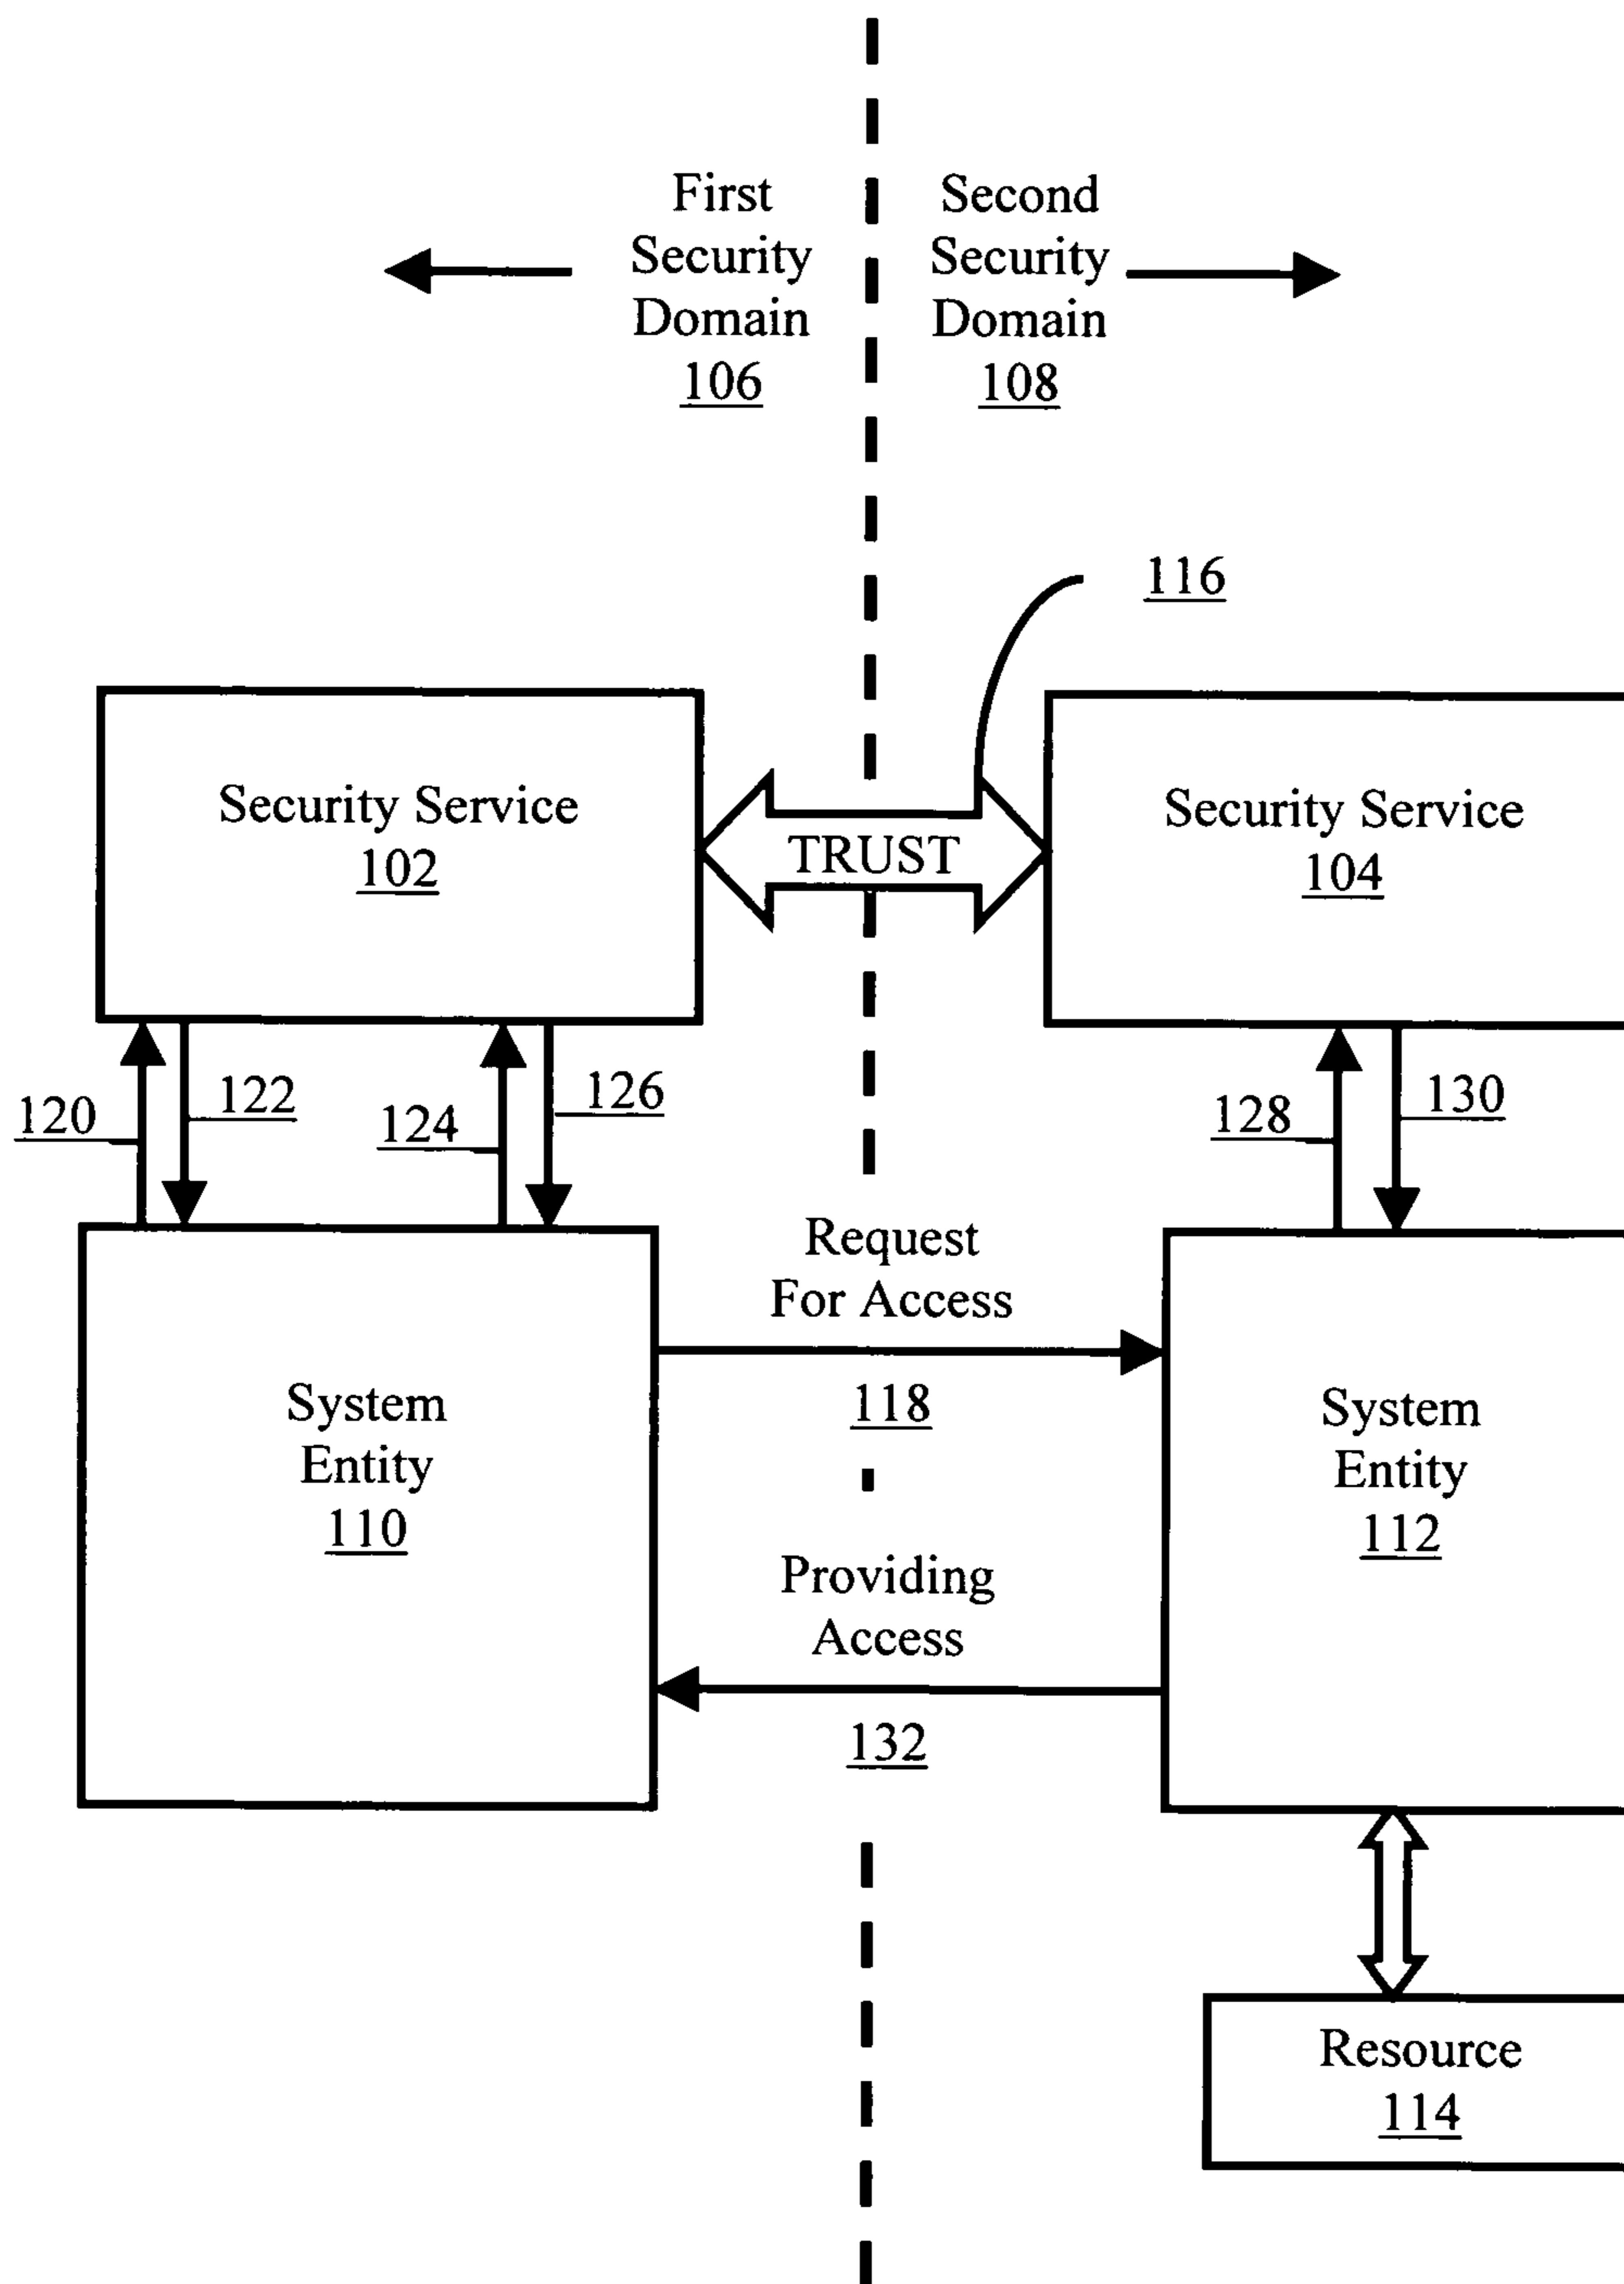 First
Security
Domain
106
Second
Security
Domain
108
116
Security Service
102
TRUST
Security Service
104
120
122
124
126
128
130
Request
For Access
118
System
Entity
110
System
Entity
112
Providing
Access
132
Resource
114